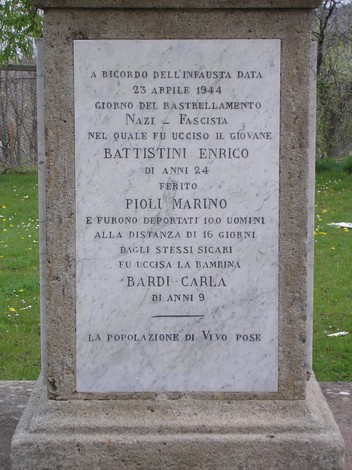 A RICORDO DELL'INFAUSTA DATA
23 APRILE 1944
GIORNO DEL RASTRELLAMENTO
NAZI - FASCISTA
NEL QUALE FU UCCISO IL GIOVANE
BATTISTINI ENRICO
DI ANNI 24
FERITO
PIOLI MARINO
E FURONO DEPORTATI 100 UOMINI
ALLA DISTANZA DI 16 GIORNI
DAGLI STESSI SICARI
FU UCCISA LA BAMBINA
BARDI CARLA
DI ANNI 9
LA POPOLAZIONE DI VIVO POSE